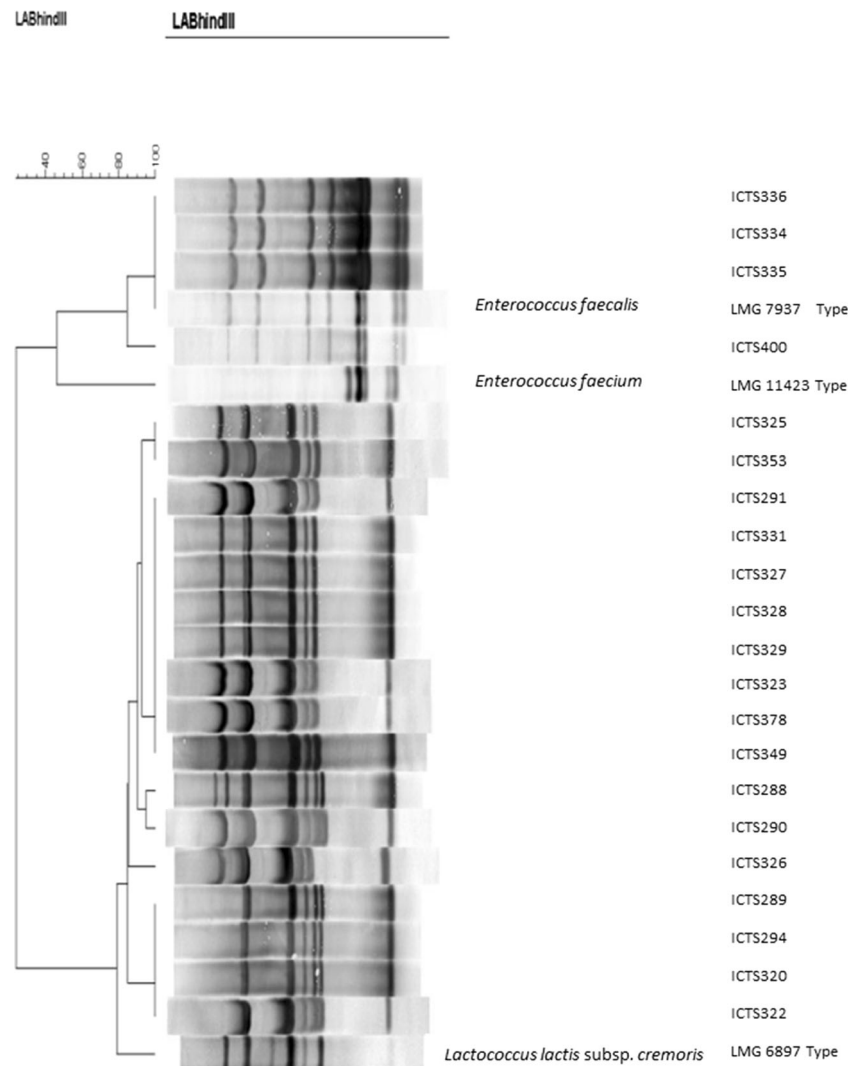 LABhindIII LABhindIII
40 60 80 100
ICTS336
ICTS334
ICTS335
Enterococcus faecalis LMG 7937 Type
ICTS400
Enterococcus faecium LMG 11423 Type
ICTS325
ICTS353
ICTS291
ICTS331
ICTS327
ICTS328
ICTS329
ICTS323
ICTS378
ICTS349
ICTS288
ICTS290
ICTS326
ICTS289
ICTS294
ICTS320
ICTS322
Lactococcus lactis subsp. cremoris LMG 6897 Type